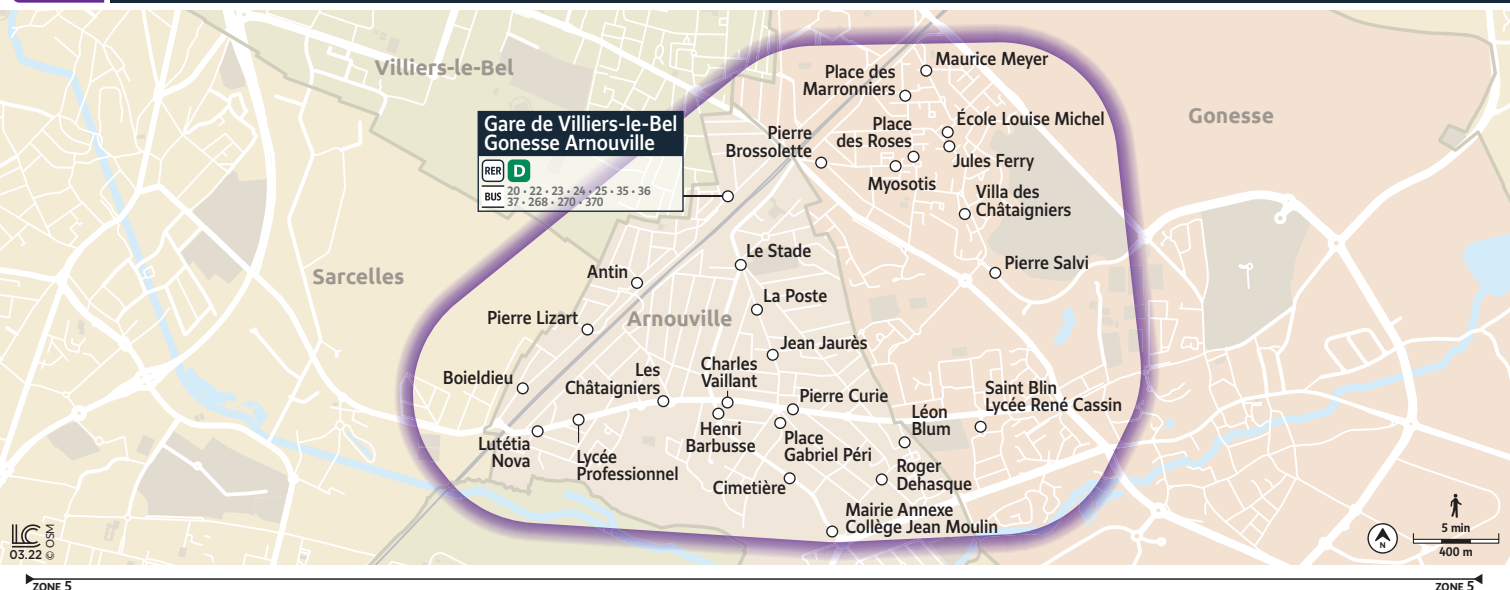 Villiers-le-Bel
Gonesse
Sarcelles
Arnouville
Gare de Villiers-le-Bel
Gonesse Arnouville
RER D
BUS
20 • 22 • 23 • 24 • 25 • 35 • 36
37 • 268 • 270 • 370
Maurice Meyer
Place des
Marronniers
École Louise Michel
Place
des Roses
Pierre
Brossolette
Jules Ferry
Myosotis
Villa des
Châtaigniers
Le Stade
Pierre Salvi
Antin
La Poste
Pierre Lizart
Jean Jaurès
Charles
Vaillant
Les
Châtaigniers
Boieldieu
Pierre Curie
Saint Blin
Lycée René Cassin
Léon
Blum
Henri
Barbusse
Place
Gabriel Péri
Lutétia
Nova
Lycée
Professionnel
Cimetière
Roger
Dehasque
Mairie Annexe
Collège Jean Moulin
LC
03.22
© OSM
N
5 min
400 m
ZONE 5
ZONE 5